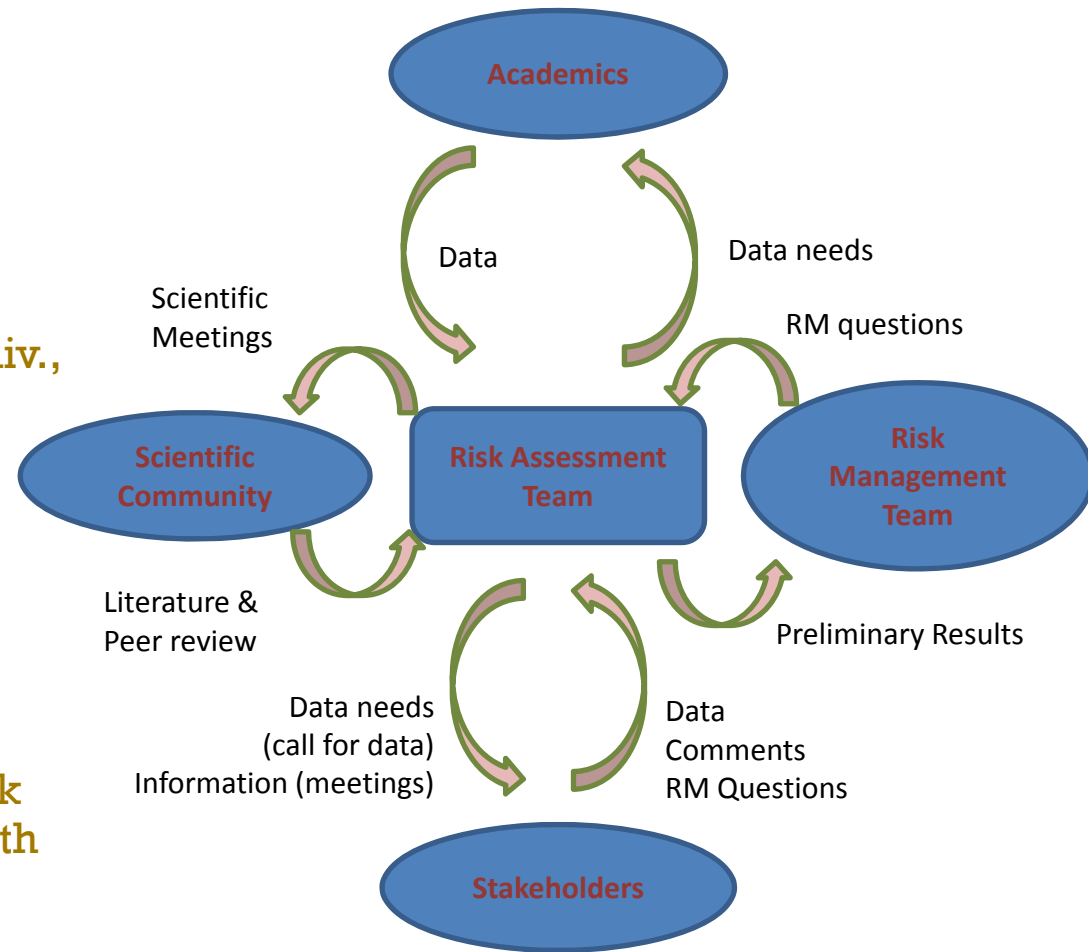 Academics
Data
Data needs
Scientific
Meetings
RM questions
Scientific
Community
Risk Assessment
Team
Risk
Management
Team
Literature &
Peer review
Preliminary Results
Data needs
(call for data)
Information (meetings)
Data
Comments
RM Questions
Stakeholders